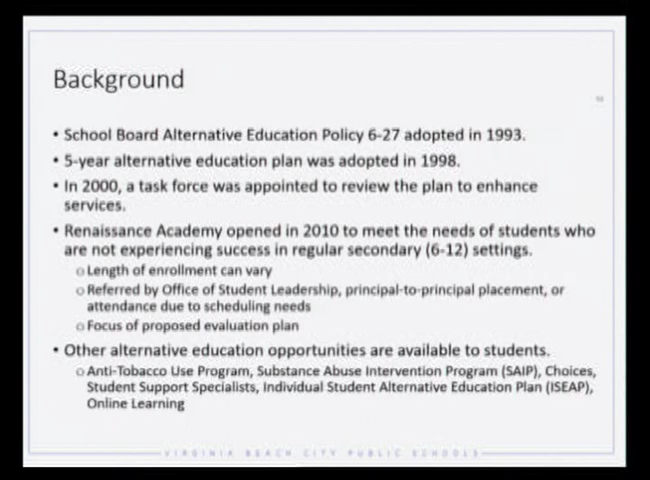 Background
• School Board Alternative Education Policy 6-27 adopted in 1993.
• 5-year alternative education plan was adopted in 1998.
• In 2000, a task force was appointed to review the plan to enhance
services.
• Renaissance Academy opened in 2010 to meet the needs of students who
are not experiencing success in regular secondary (6-12) settings.
o Length of enrollment can vary
o Referred by Office of Student Leadership, principal-to-principal placement, or
attendance due to scheduling needs
o Focus of proposed evaluation plan
• Other alternative education opportunities are available to students.
o Anti-Tobacco Use Program, Substance Abuse Intervention Program (SAIP), Choices,
Student Support Specialists, Individual Student Alternative Education Plan (ISEAP),
Online Learning
VIRGINIA BEACH CITY PUBLIC SCHOOLS